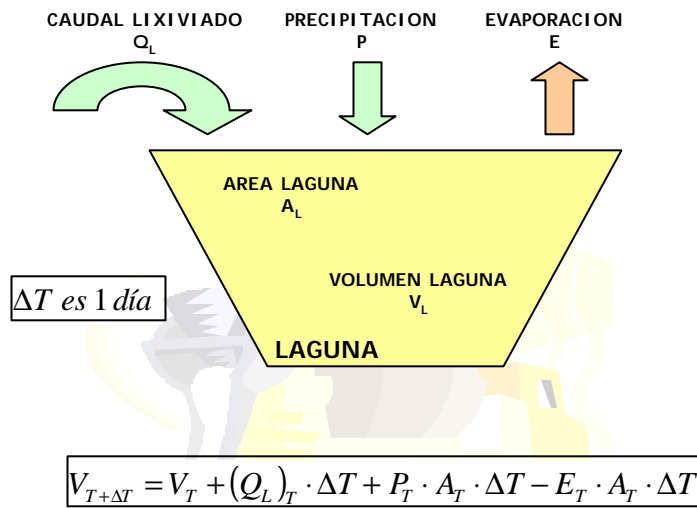 CAUDAL LIXIVIADO
Q_L
PRECIPITACION
P
EVAPORACION
E
AREA LAGUNA
A_L
VOLUMEN LAGUNA
V_L
ΔT es 1 día
LAGUNA
V_{T+ΔT} = V_T + (Q_L)_T · ΔT + P_T · A_T · ΔT − E_T · A_T · ΔT